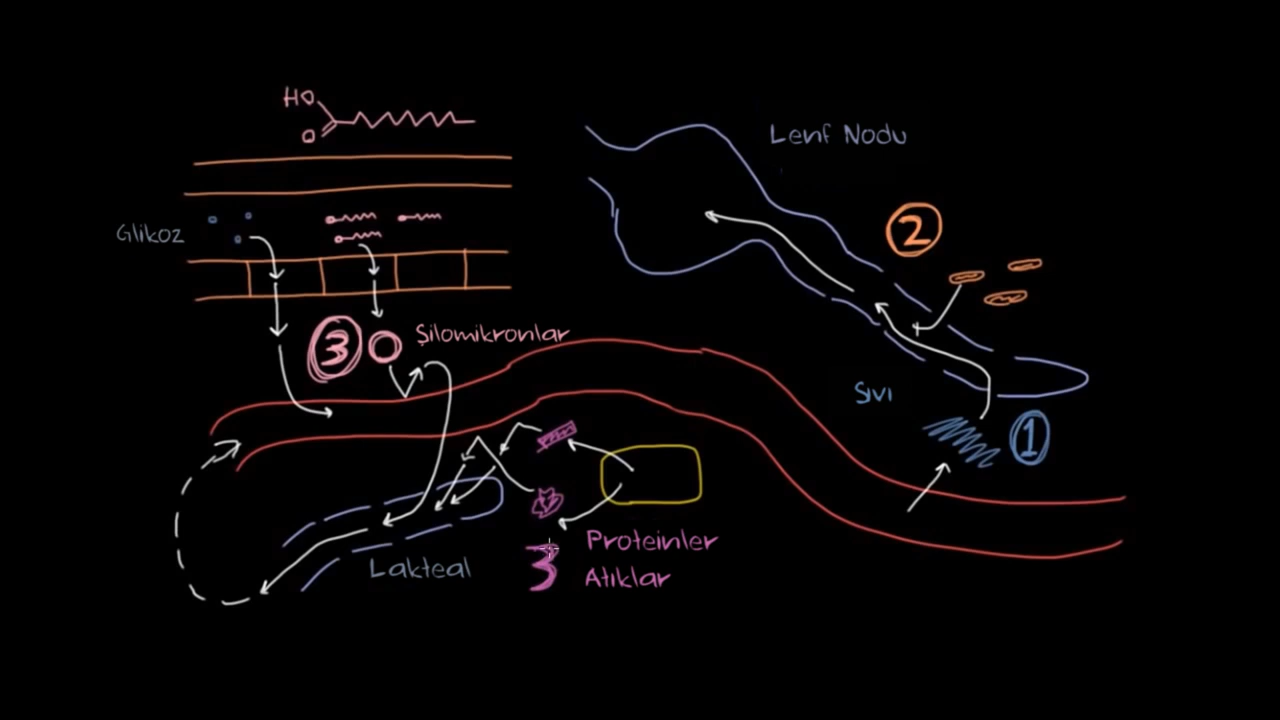 HO
O
Lenf Nodu
Glikoz
2
3
Şilomikronlar
Sıvı
1
Proteinler
3
Atıklar
Lakteal